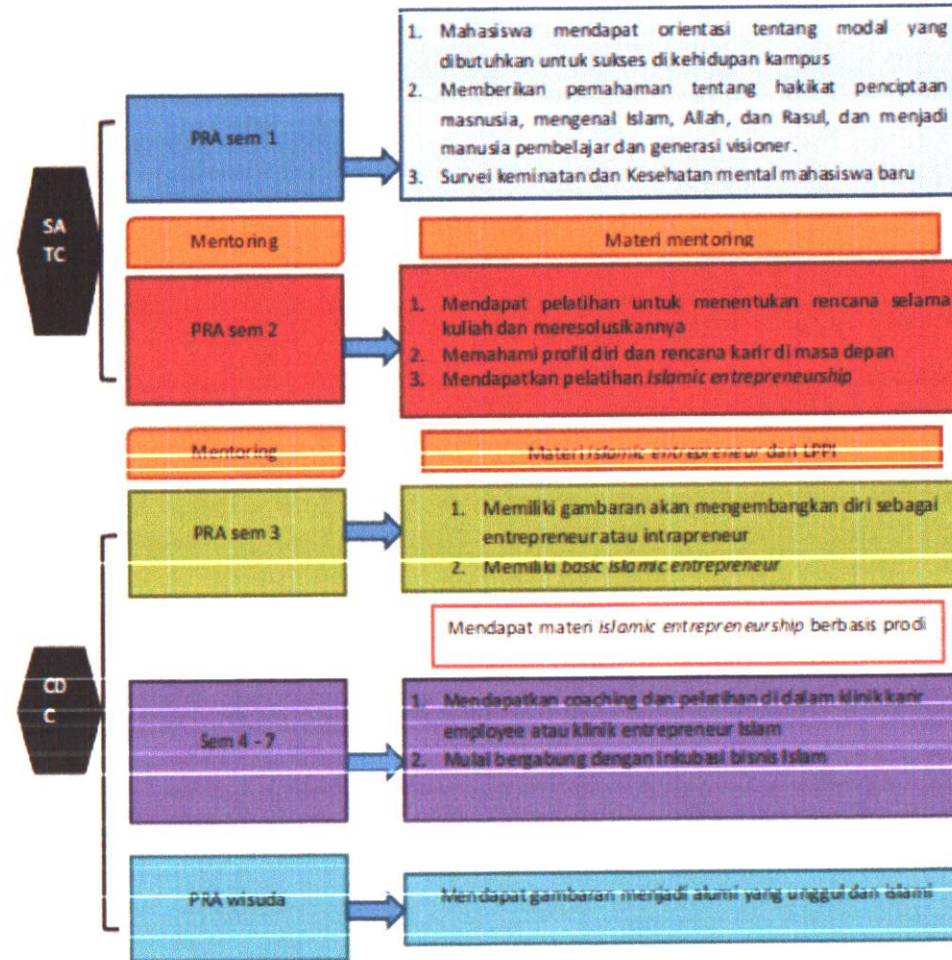 1. Mahasiswa mendapat orientasi tentang modal yang
dibutuhkan untuk sukses di kehidupan kampus
2. Memberikan pemahaman tentang hakikat penciptaan
masnusia, mengenal Islam, Allah, dan Rasul, dan menjadi
manusia pembelajar dan generasi visioner.
3. Survei keminatan dan Kesehatan mental mahasiswa baru
PRA sem 1
SA
TC
Mentoring
Materi mentoring
PRA sem 2
1. Mendapat pelatihan untuk menentukan rencana selama
kuliah dan meresolusikannya
2. Memahami profil diri dan rencana karir di masa depan
3. Mendapatkan pelatihan islamic entrepreneurship
Mentoring
Materi islamic entrepreneur dari LPPI
PRA sem 3
1. Memiliki gambaran akan mengembangkan diri sebagai
entrepreneur atau intrapreneur
2. Memiliki basic islamic entrepreneur
Mendapat materi islamic entrepreneurship berbasis prodi
CD
C
Sem 4 - 7
1. Mendapatkan coaching dan pelatihan di dalam klinik karir
employee atau klinik entrepreneur Islam
2. Mulai bergabung dengan inkubasi bisnis Islam
PRA wisuda
Mendapat gambaran menjadi alumi yang unggul dan islami